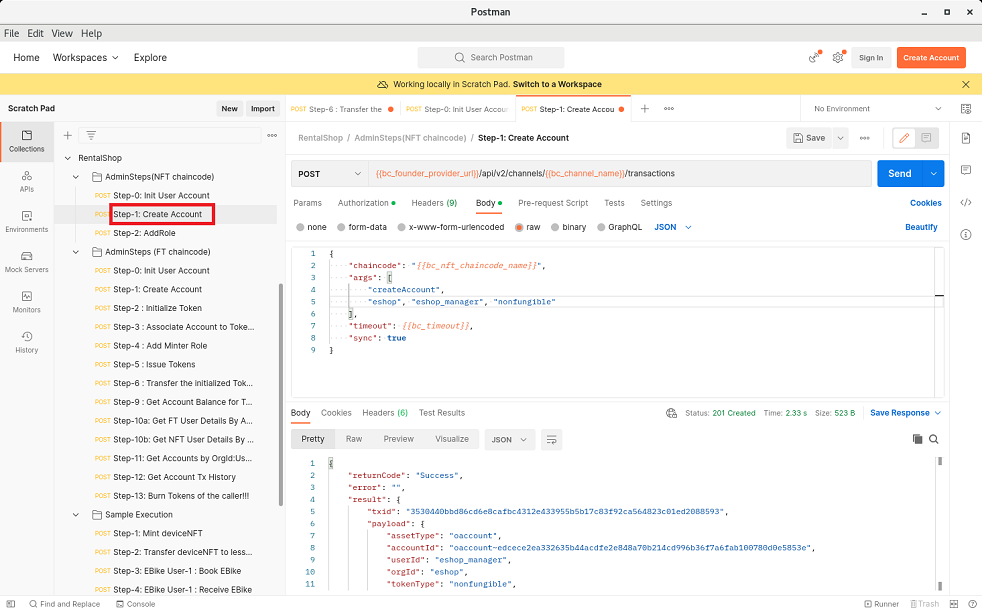 Postman
File Edit View Help
Home Workspaces Explore Search Postman Sign In Create Account
Working locally in Scratch Pad. Switch to a Workspace
Scratch Pad New Import
POST Step-6 : Transfer the POST Step-0: Init User Accou POST Step-1: Create Accou No Environment
Collections
APIs
Environments
Mock Servers
Monitors
History
RentalShop
AdminSteps(NFT chaincode)
POST Step-0: Init User Account
POST Step-1: Create Account
POST Step-2: AddRole
AdminSteps (FT chaincode)
POST Step-0: Init User Account
POST Step-1: Create Account
POST Step-2 : Initialize Token
POST Step-3 : Associate Account to Toke...
POST Step-4 : Add Minter Role
POST Step-5 : Issue Tokens
POST Step-6 : Transfer the initialized Tok...
POST Step-9 : Get Account Balance for T...
POST Step-10a: Get FT User Details By A...
POST Step-10b: Get NFT User Details By ...
POST Step-11: Get Accounts by OrgId:Us...
POST Step-12: Get Account Tx History
POST Step-13: Burn Tokens of the caller!!!
Sample Execution
POST Step-1: Mint deviceNFT
POST Step-2: Transfer deviceNFT to less...
POST Step-3: EBike User-1 : Book EBike
POST Step-4: EBike User-1 : Receive EBike
RentalShop / AdminSteps(NFT chaincode) / Step-1: Create Account Save
POST {{bc_founder_provider_url}}/api/v2/channels/{{bc_channel_name}}/transactions Send
Params Authorization Headers (9) Body Pre-request Script Tests Settings Cookies
none form-data x-www-form-urlencoded raw binary GraphQL JSON Beautify
1 {
2 "chaincode": "{{bc_nft_chaincode_name}}",
3 "args": [
4 "createAccount",
5 "eshop", "eshop_manager", "nonfungible"
6 ],
7 "timeout": {{bc_timeout}},
8 "sync": true
9 }
Body Cookies Headers (6) Test Results Status: 201 Created Time: 2.33 s Size: 523 B Save Response
Pretty Raw Preview Visualize JSON
1 {
2 "returnCode": "Success",
3 "error": "",
4 "result": {
5 "txid": "3530440bbd86cd6e8cafbc4312e433955b5b17c83f92ca564823c01ed2088593",
6 "payload": {
7 "assetType": "oaccount",
8 "accountId": "oaccount~edcece2ea332635b44acdfe2e848a70b214cd996b36f7a6fab100780d0e5853e",
9 "userId": "eshop_manager",
10 "orgId": "eshop",
11 "tokenType": "nonfungible",
Find and Replace Console Runner Trash